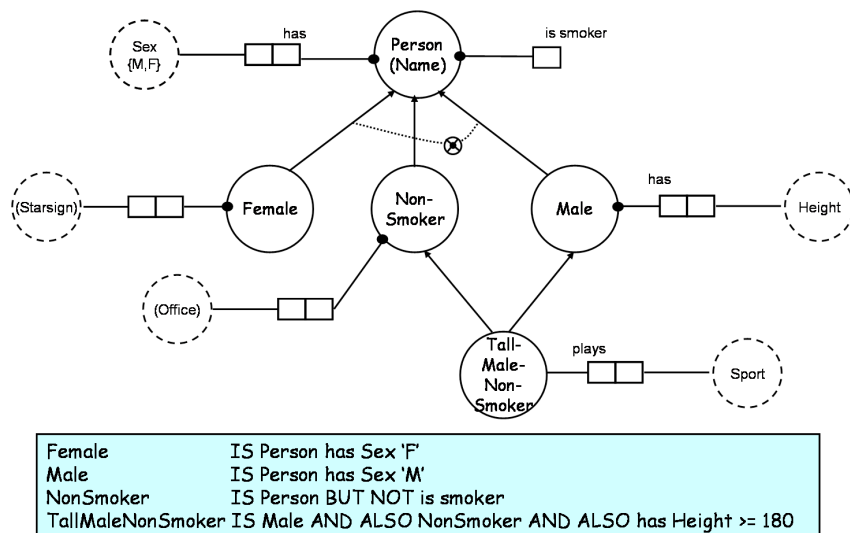 Sex
{M,F}
has
Person
(Name)
is smoker
(Starsign)
Female
Non-
Smoker
Male
has
Height
(Office)
Tall-
Male-
Non-
Smoker
plays
Sport
Female IS Person has Sex 'F'
Male IS Person has Sex 'M'
NonSmoker IS Person BUT NOT is smoker
TallMaleNonSmoker IS Male AND ALSO NonSmoker AND ALSO has Height >= 180